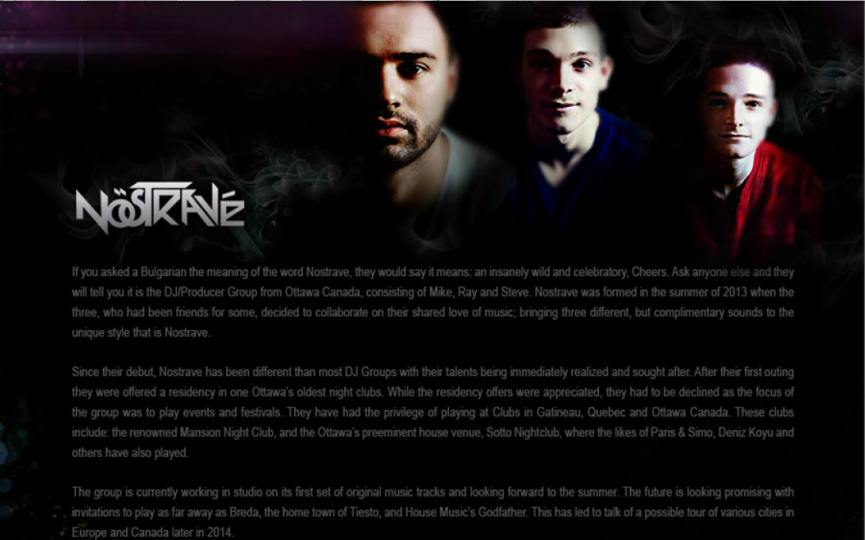 NöSTRAVé
If you asked a Bulgarian the meaning of the word Nostrave, they would say it means: an insanely wild and celebratory, Cheers. Ask anyone else and they
will tell you it is the DJ/Producer Group from Ottawa Canada, consisting of Mike, Ray and Steve. Nostrave was formed in the summer of 2013 when the
three, who had been friends for some, decided to collaborate on their shared love of music; bringing three different, but complimentary sounds to the
unique style that is Nostrave.
Since their debut, Nostrave has been different than most DJ Groups with their talents being immediately realized and sought after. After their first outing
they were offered a residency in one Ottawa's oldest night clubs. While the residency offers were appreciated, they had to be declined as the focus of
the group was to play events and festivals. They have had the privilege of playing at Clubs in Gatineau, Quebec and Ottawa Canada. These clubs
include: the renowned Mansion Night Club, and the Ottawa's preeminent house venue, Sotto Nightclub, where the likes of Paris & Simo, Deniz Koyu and
others have also played.
The group is currently working in studio on its first set of original music tracks and looking forward to the summer. The future is looking promising with
invitations to play as far away as Breda, the home town of Tiesto, and House Music's Godfather. This has led to talk of a possible tour of various cities in
Europe and Canada later in 2014.